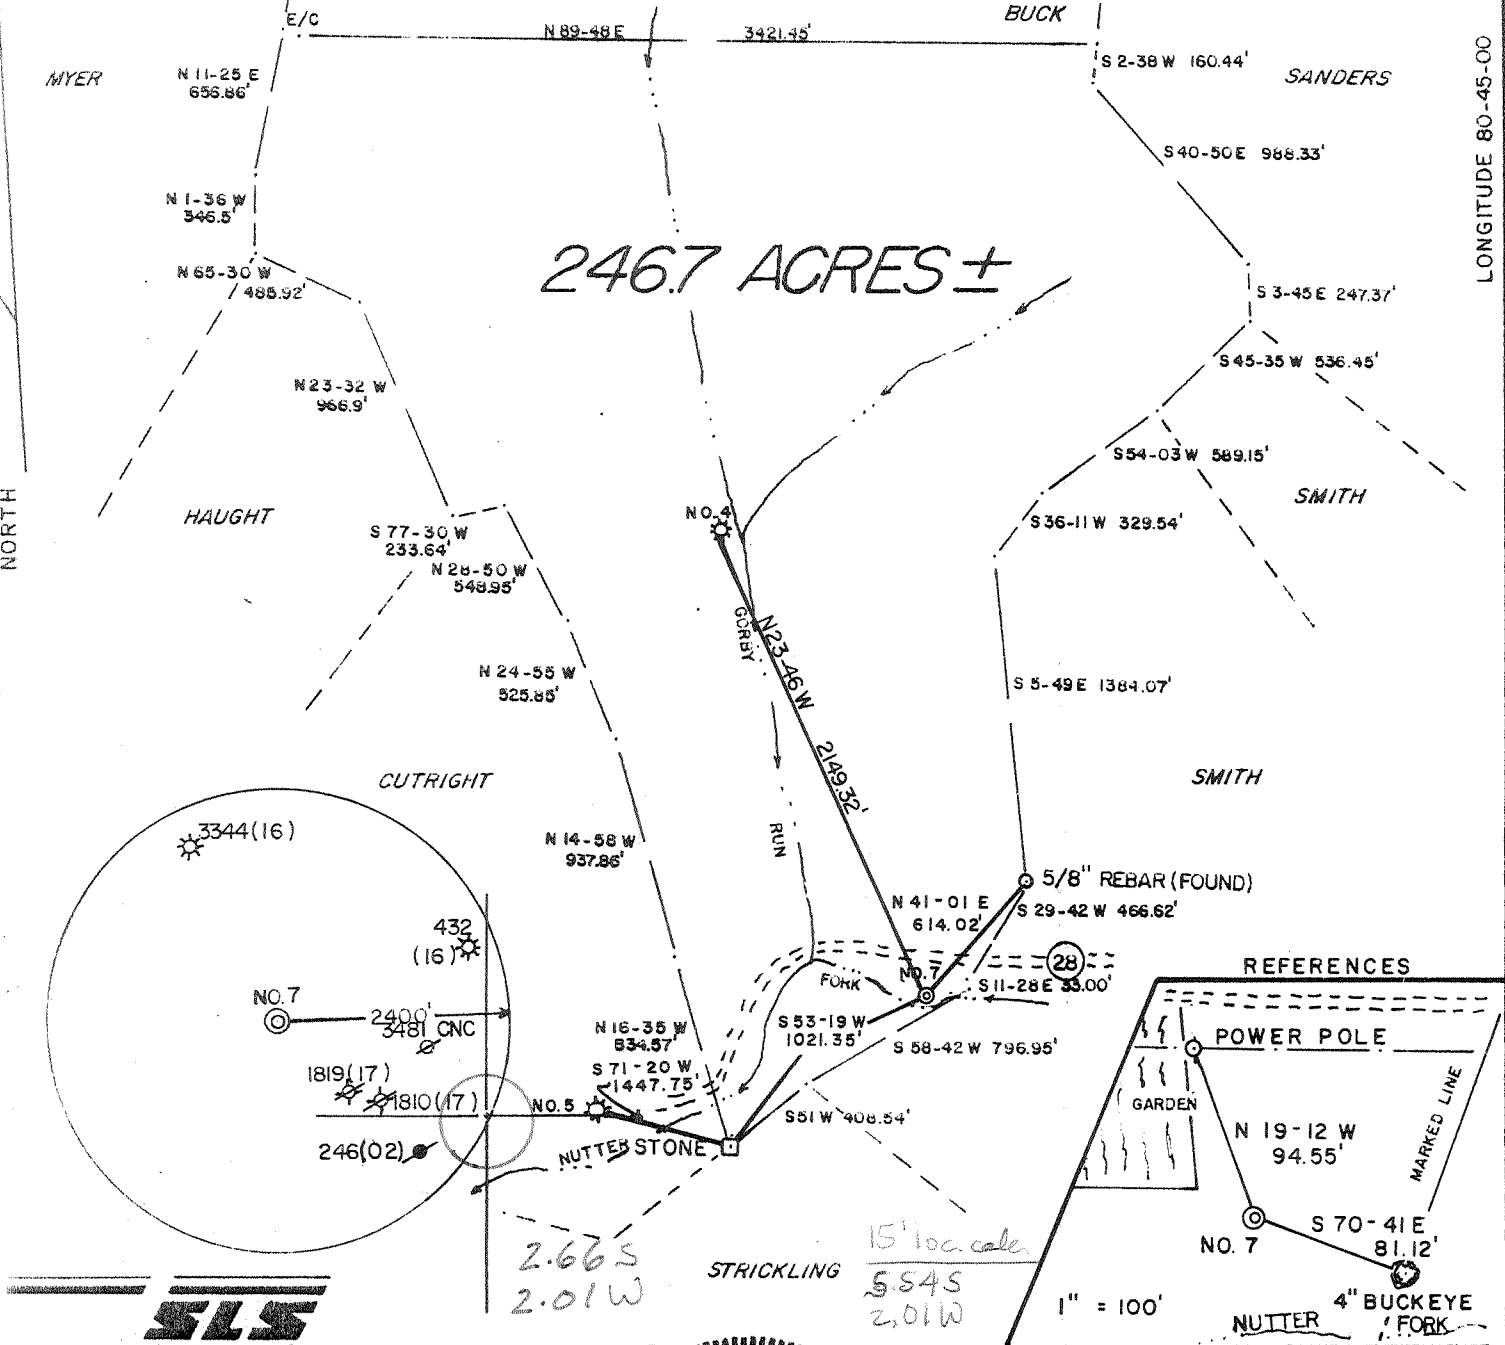 E/C
N 89-48 E 3421.45'
BUCK
MYER
N 11-25 E
656.86'
S 2-38 W 160.44'
SANDERS
LONGITUDE 80-45-00
S 40-50 E 988.33'
N 1-36 W
346.5'
N 65-30 W
485.92'
246.7 ACRES ±
S 3-45 E 247.37'
S 45-35 W 536.45'
N 23-32 W
966.9'
S 54-03 W 589.15'
SMITH
NORTH
HAUGHT
NO. 4
S 36-11 W 329.54'
S 77-30 W
233.64'
N 28-50 W
548.95'
GORBY
N 23-46 W
2149.32'
N 24-55 W
525.85'
S 5-49 E 1384.07'
CUTRIGHT
SMITH
3344(16)
N 14-58 W
937.86'
RUN
5/8" REBAR (FOUND)
N 41-01 E
614.02'
S 29-42 W 466.62'
432
(16)
28
FORK
NO. 7
S 11-28 E 33.00'
REFERENCES
NO. 7
2400'
3481 CNC
N 16-35 W
834.57'
S 53-19 W
1021.35'
S 58-42 W 796.95'
POWER POLE
S 71-20 W
1447.75'
1819(17)
1810(17)
NO. 5
S 51 W 408.54'
GARDEN
MARKED LINE
N 19-12 W
94.55'
246(02)
NUTTER
STONE
S 70-41 E
81.12'
NO. 7
2.66 S
2.01 W
STRICKLING
15' loc. calc.
5.54 S
2.01 W
1" = 100'
4" BUCKEYE
NUTTER FORK
SLS